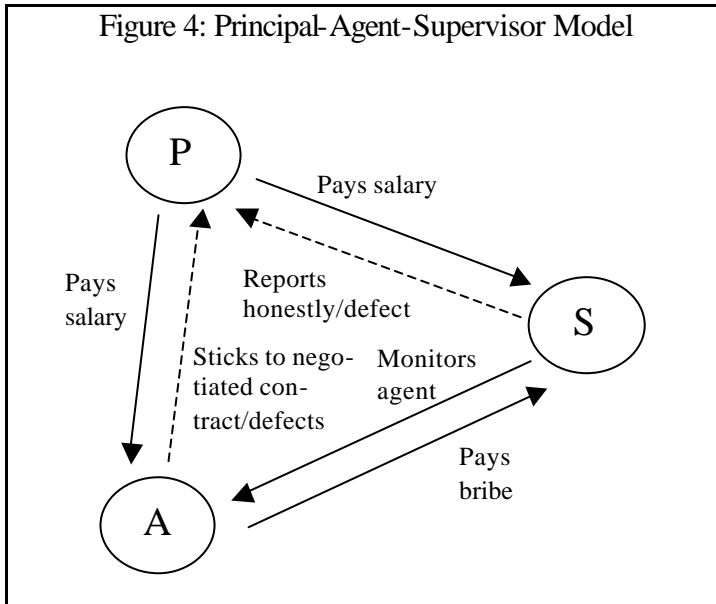 Figure 4: Principal-Agent-Supervisor Model
P
Pays salary
Pays
salary
Reports
honestly/defect
S
Sticks to nego-
tiated con-
tract/defects
Monitors
agent
Pays
bribe
A